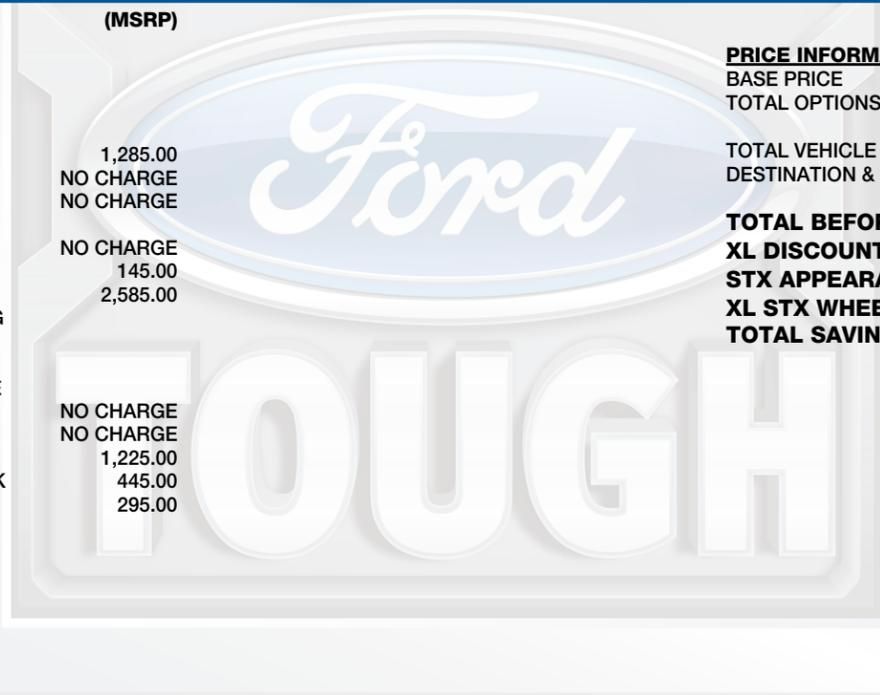 (MSRP)
1,285.00
NO CHARGE
NO CHARGE
NO CHARGE
145.00
2,585.00
NO CHARGE
NO CHARGE
1,225.00
445.00
295.00
PRICE INFORM
BASE PRICE
TOTAL OPTIONS
TOTAL VEHICLE
DESTINATION &
TOTAL BEFO
XL DISCOUNT
STX APPEAR
XL STX WHEE
TOTAL SAVIN
Ford
TOUGH